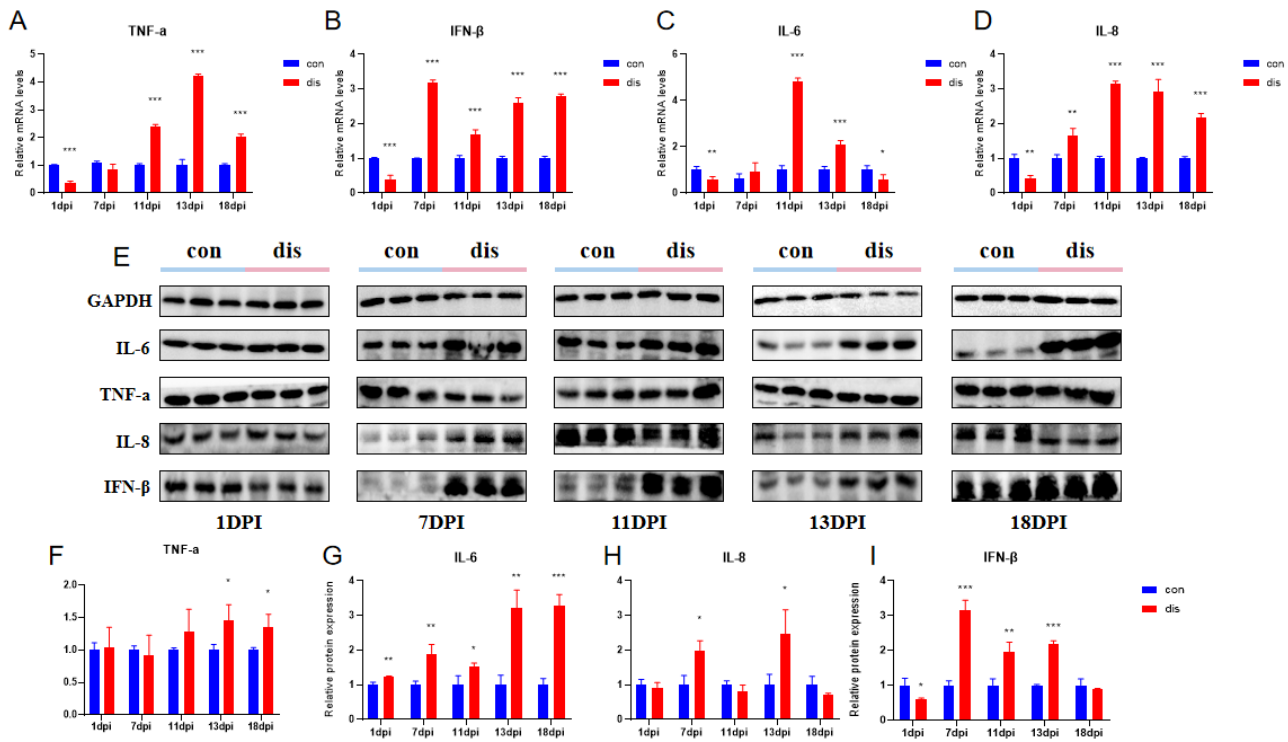 A
TNF-a
Relative mRNA levels
5
4
3
2
1
0
***
***
***
***
1dpi 7dpi 11dpi 13dpi 18dpi
con
dis
B
IFN-β
Relative mRNA levels
4
3
2
1
0
***
***
***
***
***
1dpi 7dpi 11dpi 13dpi 18dpi
con
dis
C
IL-6
Relative mRNA levels
6
4
2
0
**
***
***
*
1dpi 7dpi 11dpi 13dpi 18dpi
con
dis
D
IL-8
Relative mRNA levels
4
3
2
1
0
**
**
***
***
***
1dpi 7dpi 11dpi 13dpi 18dpi
con
dis
E
con dis con dis con dis con dis con dis
GAPDH
IL-6
TNF-a
IL-8
IFN-β
1DPI 7DPI 11DPI 13DPI 18DPI
F
TNF-a
2.0
1.5
1.0
0.5
0.0
*
*
1dpi 7dpi 11dpi 13dpi 18dpi
G
IL-6
Relative protein expression
4
3
2
1
0
**
**
*
**
***
1dpi 7dpi 11dpi 13dpi 18dpi
H
IL-8
Relative protein expression
4
3
2
1
0
*
*
1dpi 7dpi 11dpi 13dpi 18dpi
I
IFN-β
Relative protein expression
4
3
2
1
0
*
***
**
***
1dpi 7dpi 11dpi 13dpi 18dpi
con
dis